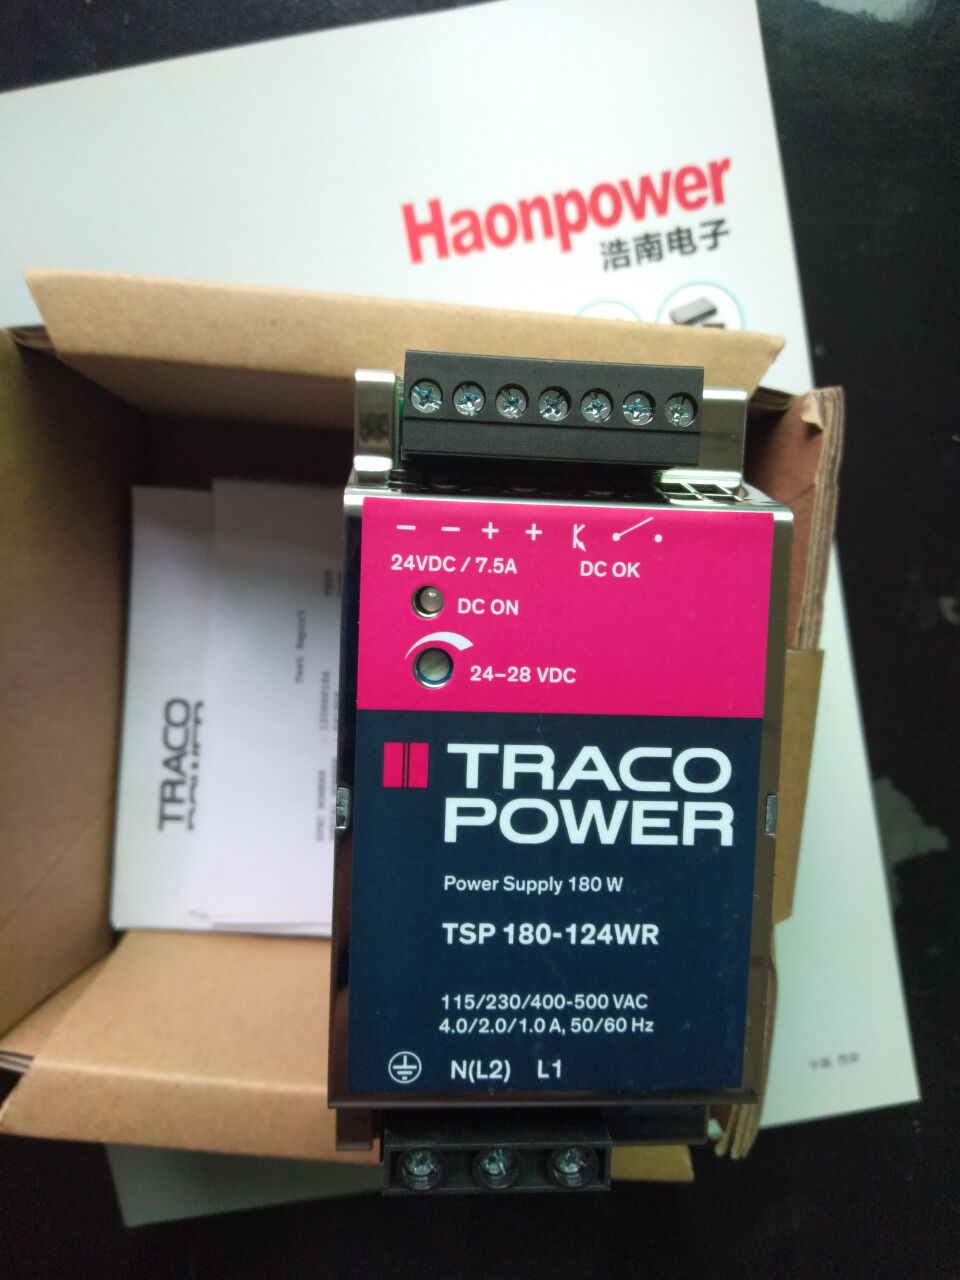 Haonpower
浩南电子
− − + +
24VDC / 7.5A
DC OK
DC ON
24–28 VDC
TRACO
POWER
Power Supply 180 W
TSP 180-124WR
115/230/400-500 VAC
4.0/2.0/1.0 A, 50/60 Hz
N(L2) L1
TRACO
Test Report